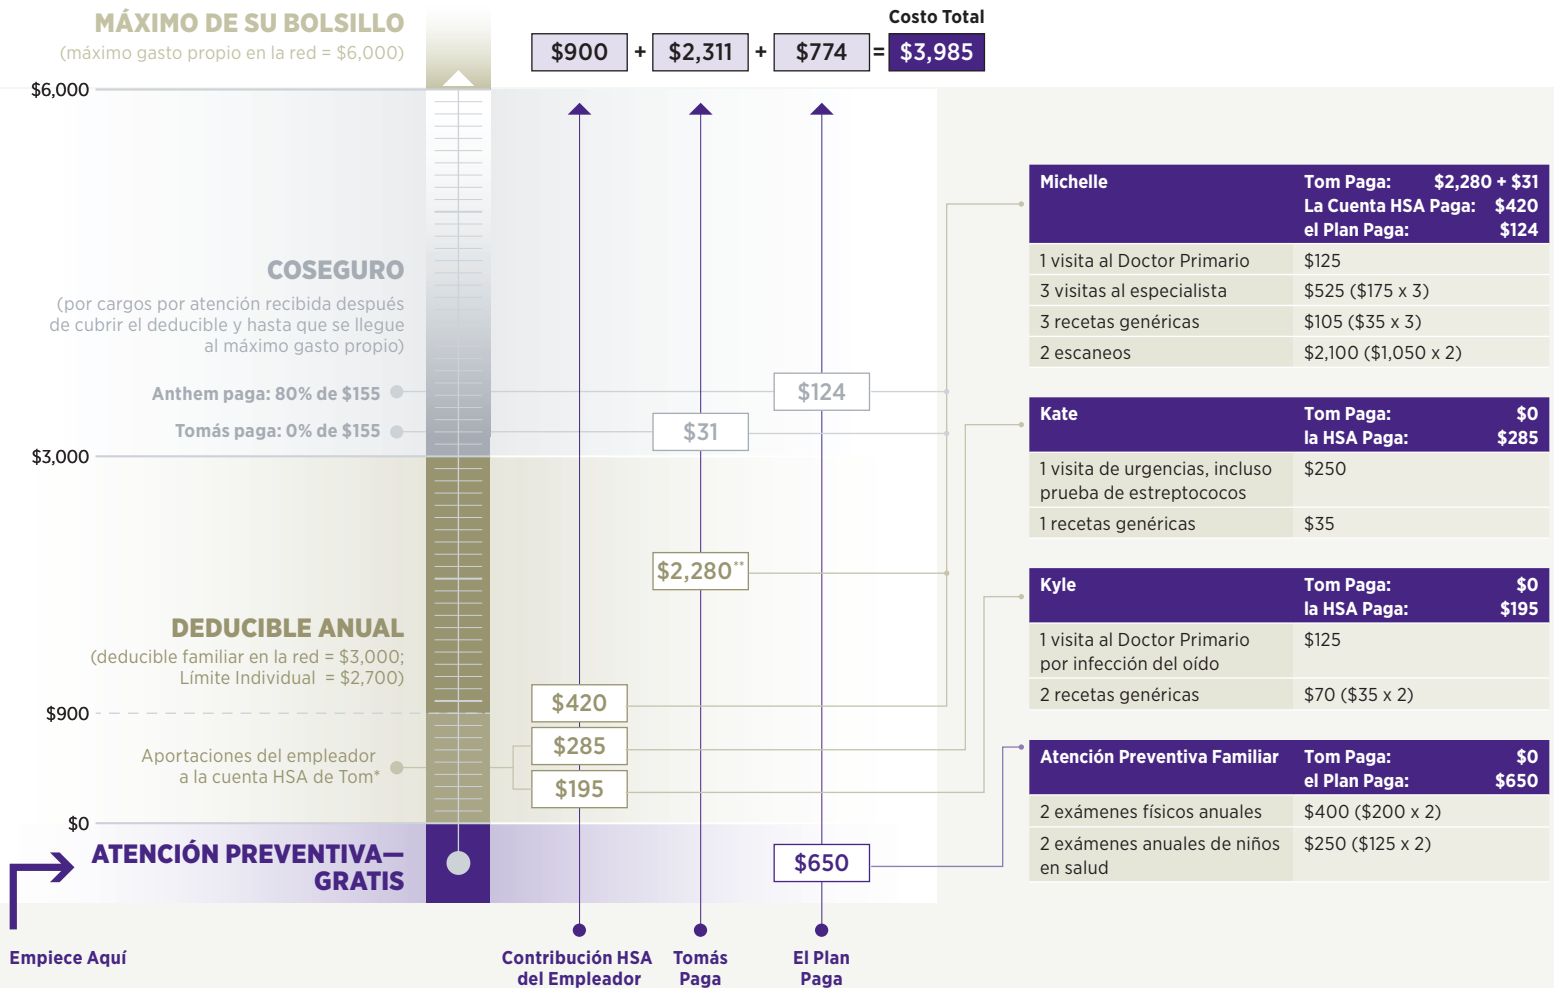 MÁXIMO DE SU BOLSILLO
(máximo gasto propio en la red = $6,000)
Costo Total
$900 + $2,311 + $774 = $3,985
$6,000
COSEGURO
(por cargos por atención recibida después
de cubrir el deducible y hasta que se llegue
al máximo gasto propio)
Anthem paga: 80% de $155
$124
Tomás paga: 0% de $155
$31
$3,000
$2,280**
DEDUCIBLE ANUAL
(deducible familiar en la red = $3,000;
Límite Individual = $2,700)
$900
$420
$285
$195
Aportaciones del empleador
a la cuenta HSA de Tom*
$0
ATENCIÓN PREVENTIVA—
GRATIS
$650
Empiece Aquí
Contribución HSA
del Empleador
Tomás
Paga
El Plan
Paga
Michelle
Tom Paga: $2,280 + $31
La Cuenta HSA Paga: $420
el Plan Paga: $124
1 visita al Doctor Primario $125
3 visitas al especialista $525 ($175 x 3)
3 recetas genéricas $105 ($35 x 3)
2 escaneos $2,100 ($1,050 x 2)
Kate
Tom Paga: $0
la HSA Paga: $285
1 visita de urgencias, incluso
prueba de estreptococos
$250
1 recetas genéricas $35
Kyle
Tom Paga: $0
la HSA Paga: $195
1 visita al Doctor Primario
por infección del oído
$125
2 recetas genéricas $70 ($35 x 2)
Atención Preventiva Familiar
Tom Paga: $0
el Plan Paga: $650
2 exámenes físicos anuales $400 ($200 x 2)
2 exámenes anuales de niños
en salud
$250 ($125 x 2)